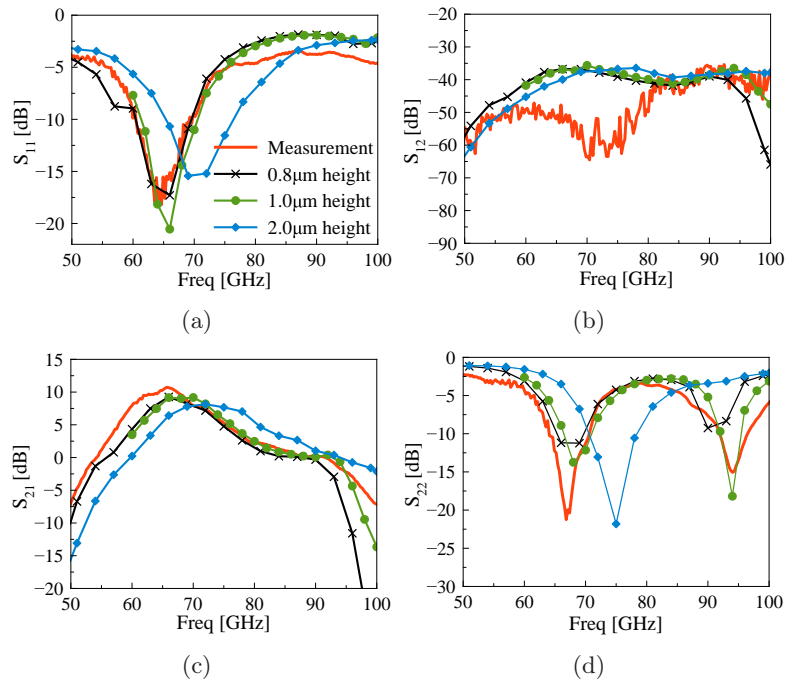 0
−5
−10
−15
−20
S11 [dB]
50 60 70 80 90 100
Freq [GHz]
Measurement
0.8μm height
1.0μm height
2.0μm height
(a)
−20
−30
−40
−50
−60
−70
−80
−90
S12 [dB]
50 60 70 80 90 100
Freq [GHz]
(b)
15
10
5
0
−5
−10
−15
−20
S21 [dB]
50 60 70 80 90 100
Freq [GHz]
(c)
0
−5
−10
−15
−20
−25
−30
S22 [dB]
50 60 70 80 90 100
Freq [GHz]
(d)